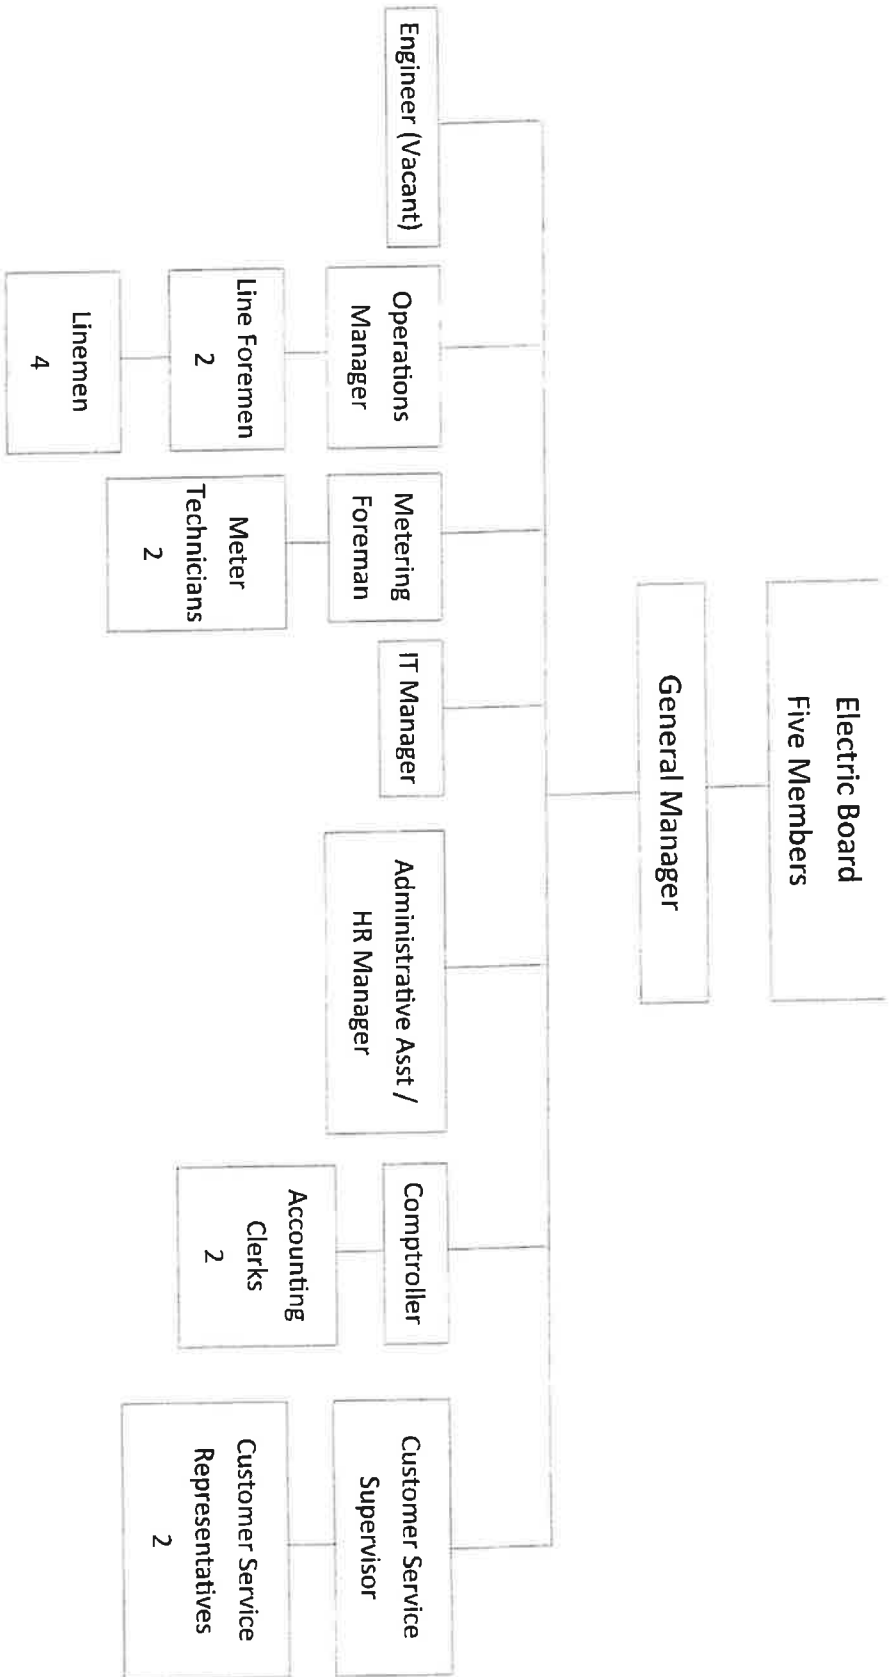 Electric Board
Five Members
General Manager
Engineer (Vacant)
Operations
Manager
Line Foremen
2
Linemen
4
Metering
Foreman
Meter
Technicians
2
IT Manager
Administrative Asst /
HR Manager
Comptroller
Accounting
Clerks
2
Customer Service
Supervisor
Customer Service
Representatives
2